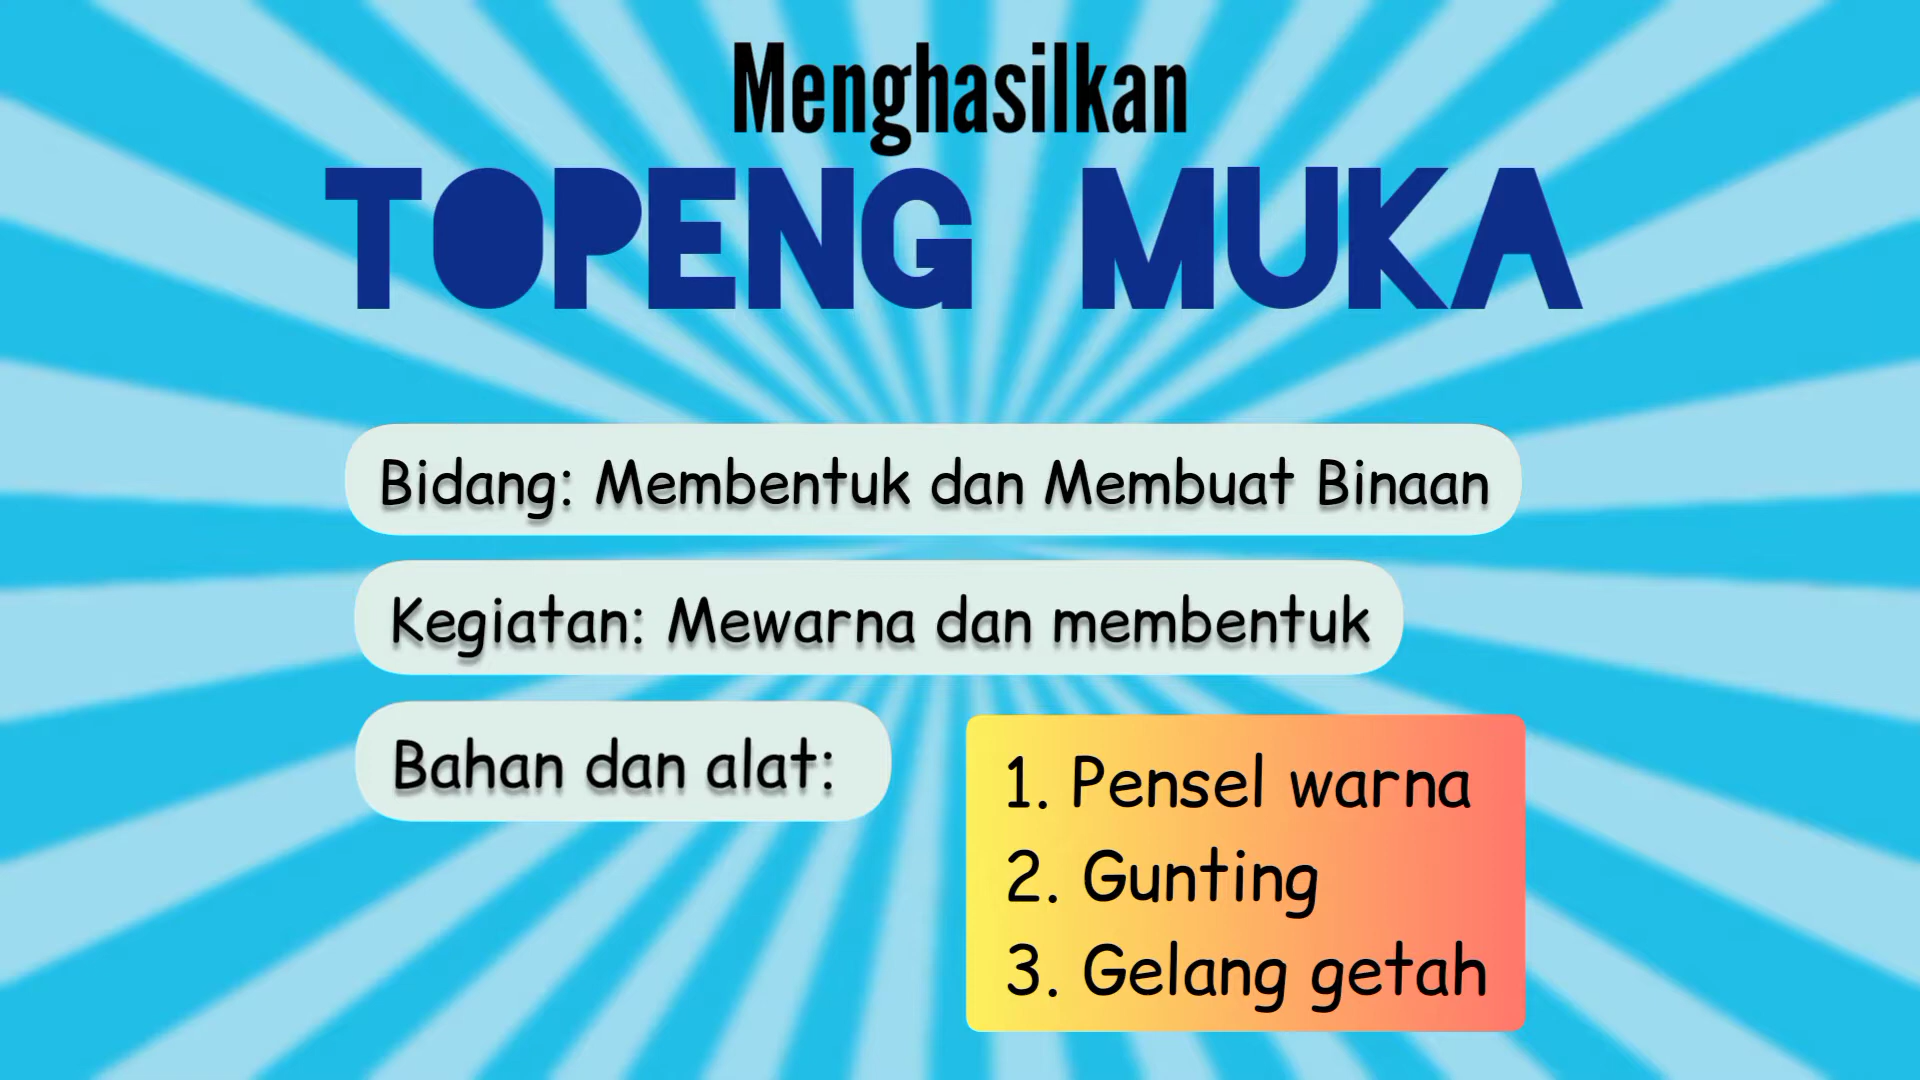 Menghasilkan
TOPENG MUKA
Bidang: Membentuk dan Membuat Binaan
Kegiatan: Mewarna dan membentuk
Bahan dan alat:
1. Pensel warna
2. Gunting
3. Gelang getah